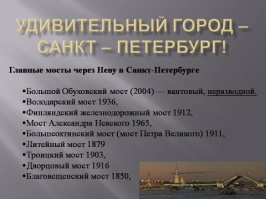 УДИВИТЕЛЬНЫЙ ГОРОД –
САНКТ – ПЕТЕРБУРГ!
Главные мосты через Неву в Санкт-Петербурге
•Большой Обуховский мост (2004) — вантовый, неразводной.
•Володарский мост 1936,
•Финляндский железнодорожный мост 1912,
•Мост Александра Невского 1965,
•Большеохтинский мост (мост Петра Великого) 1911,
•Литейный мост 1879
•Троицкий мост 1903,
•Дворцовый мост 1916
•Благовещенский мост 1850,